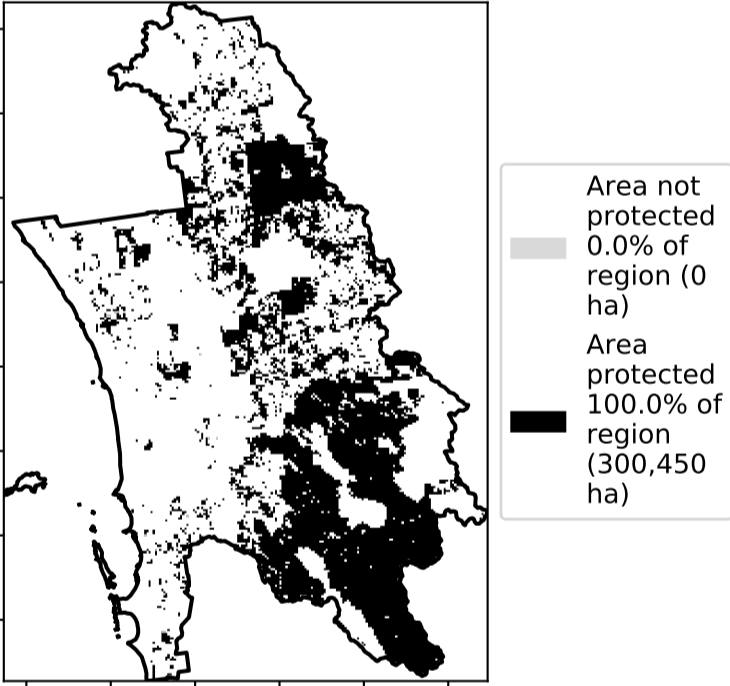 Area not
protected
0.0% of
region (0
ha)
Area
protected
100.0% of
region
(300,450
ha)